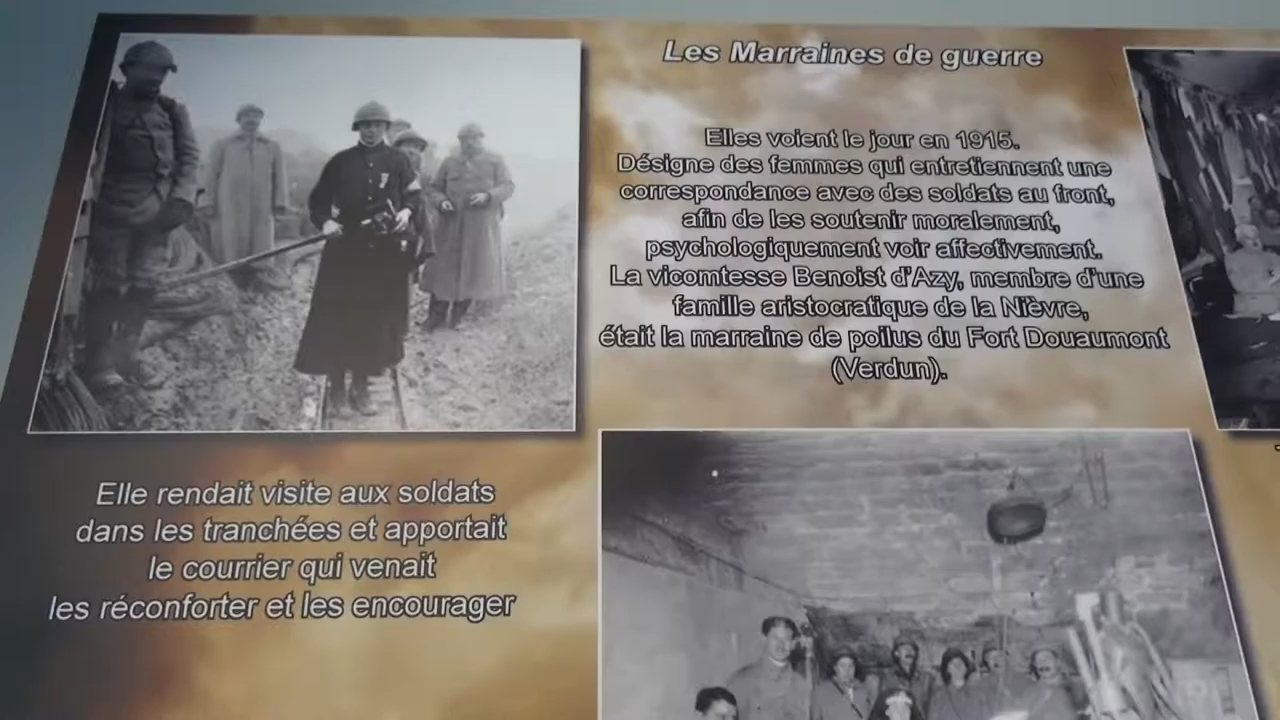 Les Marraines de guerre
Elles voient le jour en 1915.
Désigne des femmes qui entretiennent une
correspondance avec des soldats au front,
afin de les soutenir moralement,
psychologiquement voir affectivement.
La vicomtesse Benoist d'Azy, membre d'une
famille aristocratique de la Nièvre,
était la marraine de poilus du Fort Douaumont
(Verdun).
Elle rendait visite aux soldats
dans les tranchées et apportait
le courrier qui venait
les réconforter et les encourager